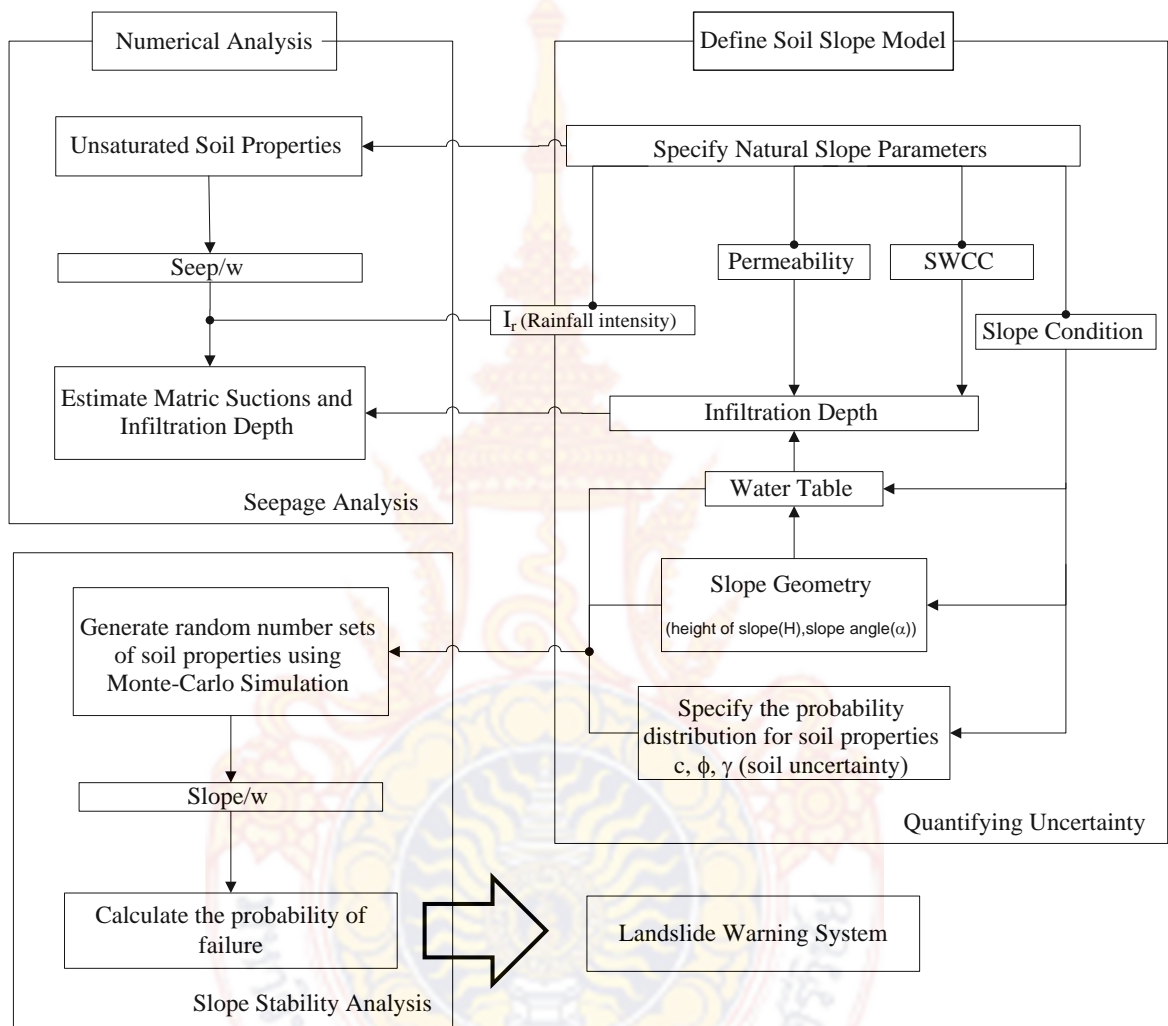 Numerical Analysis
Unsaturated Soil Properties
Seep/w
Estimate Matric Suctions and
Infiltration Depth
Seepage Analysis
Define Soil Slope Model
Specify Natural Slope Parameters
Permeability
SWCC
Iᵣ (Rainfall intensity)
Slope Condition
Infiltration Depth
Water Table
Slope Geometry
(height of slope(H),slope angle(α))
Specify the probability
distribution for soil properties
c, ϕ, γ (soil uncertainty)
Quantifying Uncertainty
Generate random number sets
of soil properties using
Monte-Carlo Simulation
Slope/w
Calculate the probability of
failure
Slope Stability Analysis
Landslide Warning System